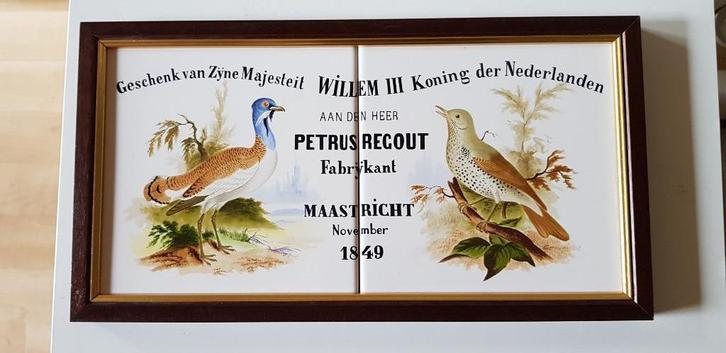 Geschenk van Zÿne Majesteit WILLEM III Koning der Nederlanden
AAN DEN HEER
PETRUS REGOUT
Fabrÿkant
MAASTRICHT
November
1849